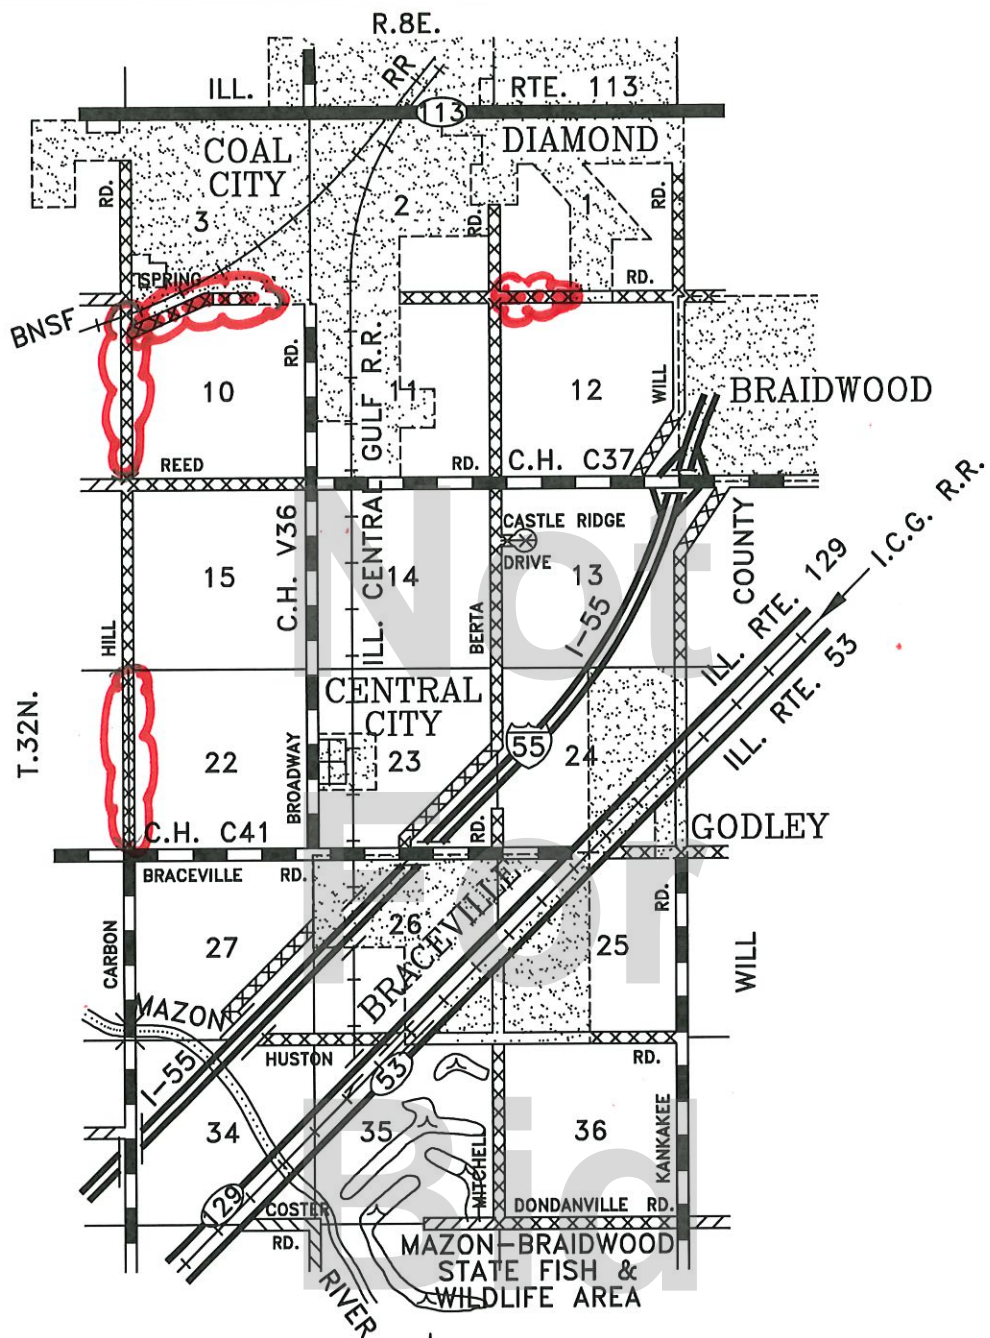 R.8E.
ILL. RTE. 113
RR
113
COAL
CITY
DIAMOND
RD.
RD.
RD.
3
2
1
SPRING
RD.
BNSF
RD.
10
GULF R.R.
11
12
WILL
BRAIDWOOD
REED
RD.
C.H. C37
C.H. V36
CASTLE RIDGE
DRIVE
15
ILL. CENTRAL
14
13
I-55
COUNTY
ILL. RTE. 129
I.C.G. R.R.
HILL
BERTA
ILL. RTE. 53
T.32N.
CENTRAL
CITY
22
BROADWAY
23
55
24
C.H. C41
RD.
GODLEY
BRACEVILLE RD.
RD.
CARBON
27
26
BRACEVILLE
25
WILL
MAZON
HUSTON
RD.
I-55
53
34
35
MITCHELL
36
KANKAKEE
129
COSTER
RD.
DONDANVILLE RD.
RIVER
MAZON-BRAIDWOOD
STATE FISH &
WILDLIFE AREA
Not
For
Bid